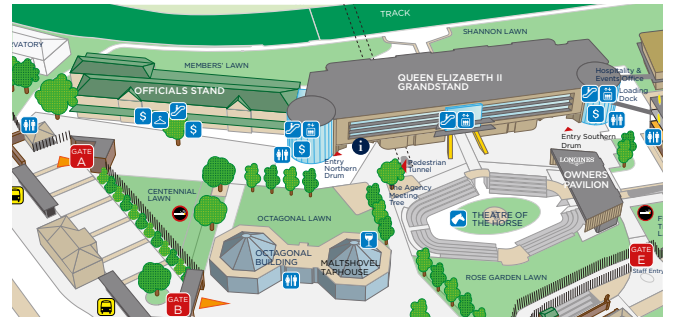 TRACK
SHANNON LAWN
VATORY
MEMBERS' LAWN
QUEEN ELIZABETH II
GRANDSTAND
OFFICIALS STAND
Hospitality &
Events Office
Loading
Dock
$
$
$
$
i
Entry
Northern
Drum
Pedestrian
Tunnel
Entry Southern
Drum
GATE
A
LONGINES
OWNERS
PAVILION
CENTENNIAL
LAWN
The Agency
Meeting
Tree
OCTAGONAL LAWN
THEATRE OF
THE HORSE
OCTAGONAL
BUILDING
MALTSHOVEL
TAPHOUSE
ROSE GARDEN LAWN
GATE
E
Staff Entry
GATE
B